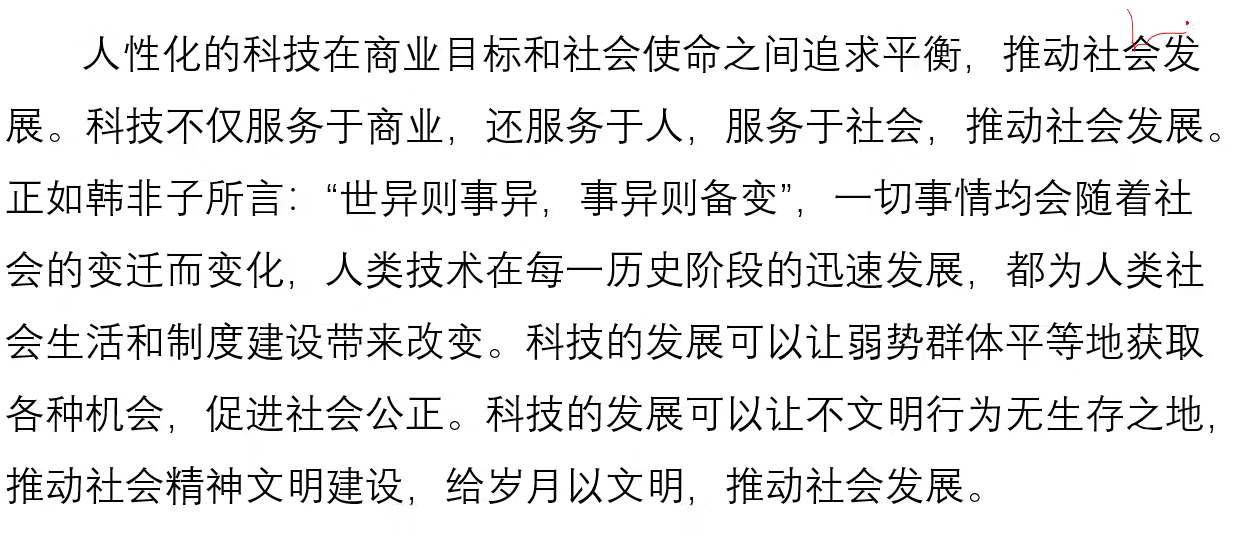 人性化的科技在商业目标和社会使命之间追求平衡，推动社会发
展。科技不仅服务于商业，还服务于人，服务于社会，推动社会发展。
正如韩非子所言：“世异则事异，事异则备变”，一切事情均会随着社
会的变迁而变化，人类技术在每一历史阶段的迅速发展，都为人类社
会生活和制度建设带来改变。科技的发展可以让弱势群体平等地获取
各种机会，促进社会公正。科技的发展可以让不文明行为无生存之地，
推动社会精神文明建设，给岁月以文明，推动社会发展。